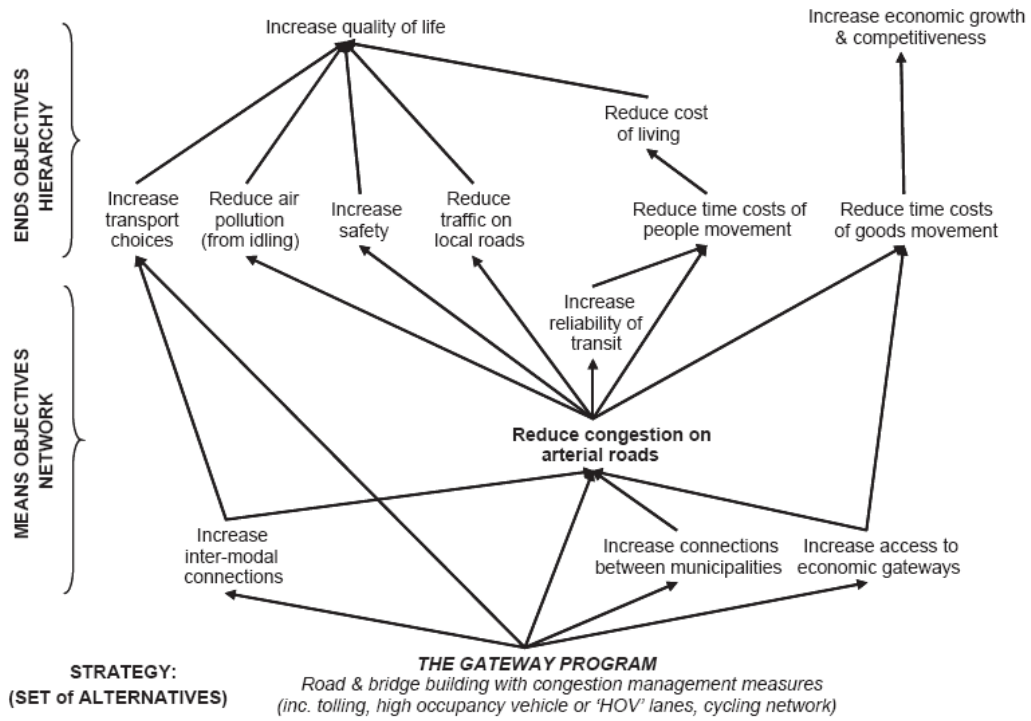 Increase quality of life
Increase economic growth
& competitiveness
ENDS OBJECTIVES
HIERARCHY
Reduce cost
of living
Increase
transport
choices
Reduce air
pollution
(from idling)
Increase
safety
Reduce
traffic on
local roads
Reduce time costs of
people movement
Reduce time costs
of goods movement
MEANS OBJECTIVES
NETWORK
Increase
reliability of
transit
Reduce congestion on
arterial roads
Increase
inter-modal
connections
Increase connections
between municipalities
Increase access to
economic gateways
STRATEGY:
(SET of ALTERNATIVES)
THE GATEWAY PROGRAM
Road & bridge building with congestion management measures
(inc. tolling, high occupancy vehicle or ‘HOV’ lanes, cycling network)